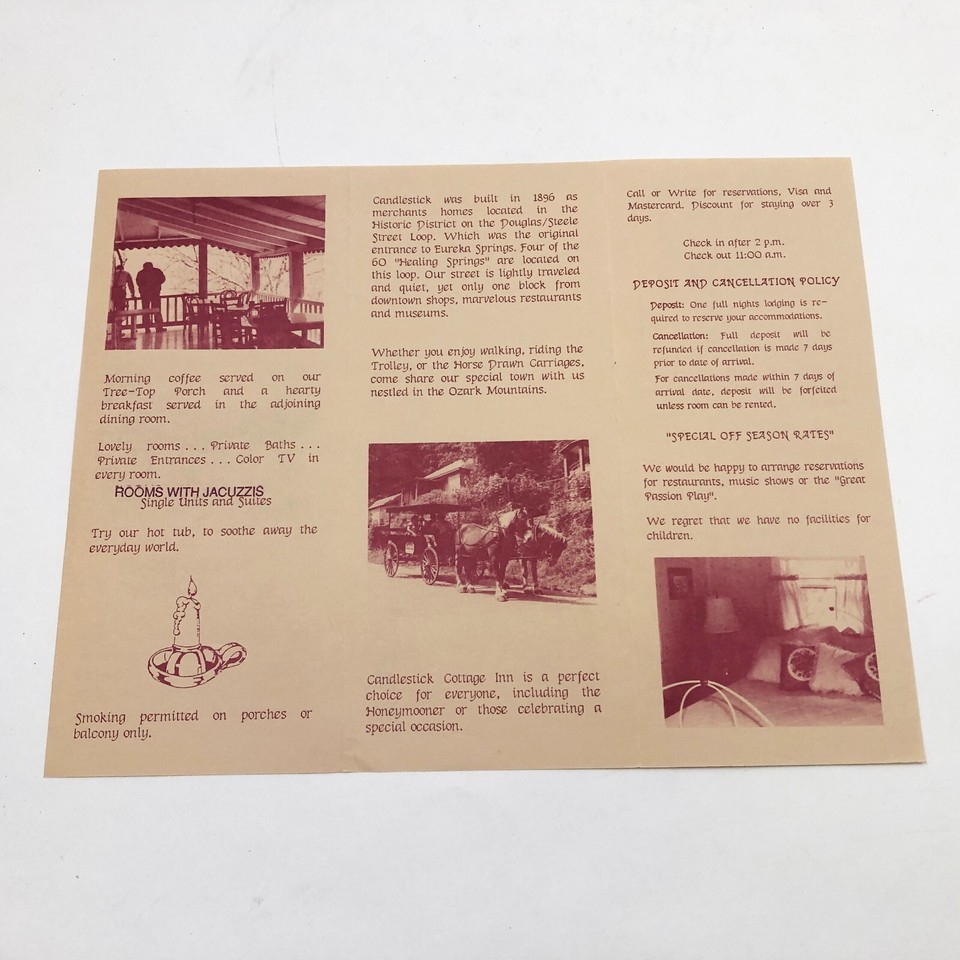 Morning coffee served on our
Tree-Top Porch and a hearty
breakfast served in the adjoining
dining room.
Lovely rooms . . . Private Baths . . .
Private Entrances . . . Color TV in
every room.
ROOMS WITH JACUZZIS
Single Units and Suites
Try our hot tub, to soothe away the
everyday world.
Smoking permitted on porches or
balcony only.
Candlestick was built in 1896 as
merchants homes located in the
Historic District on the Douglas/Steele
Street Loop. Which was the original
entrance to Eureka Springs. Four of the
60 "Healing Springs" are located on
this loop. Our street is lightly traveled
and quiet, yet only one block from
downtown shops, marvelous restaurants
and museums.
Whether you enjoy walking, riding the
Trolley, or the Horse Drawn Carriages,
come share our special town with us
nestled in the Ozark Mountains.
Candlestick Cottage Inn is a perfect
choice for everyone, including the
Honeymooner or those celebrating a
special occasion.
Call or Write for reservations, Visa and
Mastercard. Discount for staying over 3
days.
Check in after 2 p.m.
Check out 11:00 a.m.
DEPOSIT AND CANCELLATION POLICY
Deposit: One full nights lodging is re-
quired to reserve your accommodations.
Cancellation: Full deposit will be
refunded if cancellation is made 7 days
prior to date of arrival.
For cancellations made within 7 days of
arrival date, deposit will be forfeited
unless room can be rented.
"SPECIAL OFF SEASON RATES"
We would be happy to arrange reservations
for restaurants, music shows or the "Great
Passion Play".
We regret that we have no facilities for
children.